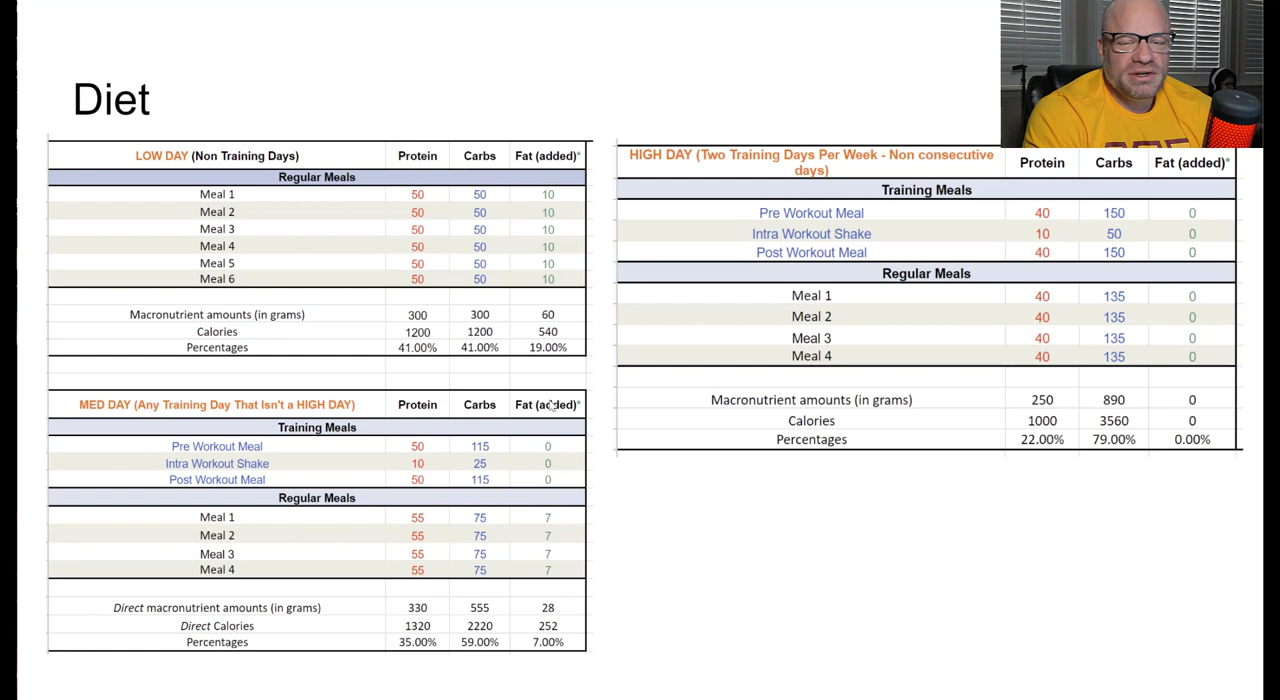 Diet
LOW DAY (Non Training Days) Protein Carbs Fat (added)*
Regular Meals
Meal 1 50 50 10
Meal 2 50 50 10
Meal 3 50 50 10
Meal 4 50 50 10
Meal 5 50 50 10
Meal 6 50 50 10
Macronutrient amounts (in grams) 300 300 60
Calories 1200 1200 540
Percentages 41.00% 41.00% 19.00%
MED DAY (Any Training Day That Isn't a HIGH DAY) Protein Carbs Fat (added)*
Training Meals
Pre Workout Meal 50 115 0
Intra Workout Shake 10 25 0
Post Workout Meal 50 115 0
Regular Meals
Meal 1 55 75 7
Meal 2 55 75 7
Meal 3 55 75 7
Meal 4 55 75 7
Direct macronutrient amounts (in grams) 330 555 28
Direct Calories 1320 2220 252
Percentages 35.00% 59.00% 7.00%
HIGH DAY (Two Training Days Per Week - Non consecutive
days) Protein Carbs Fat (added)*
Training Meals
Pre Workout Meal 40 150 0
Intra Workout Shake 10 50 0
Post Workout Meal 40 150 0
Regular Meals
Meal 1 40 135 0
Meal 2 40 135 0
Meal 3 40 135 0
Meal 4 40 135 0
Macronutrient amounts (in grams) 250 890 0
Calories 1000 3560 0
Percentages 22.00% 79.00% 0.00%